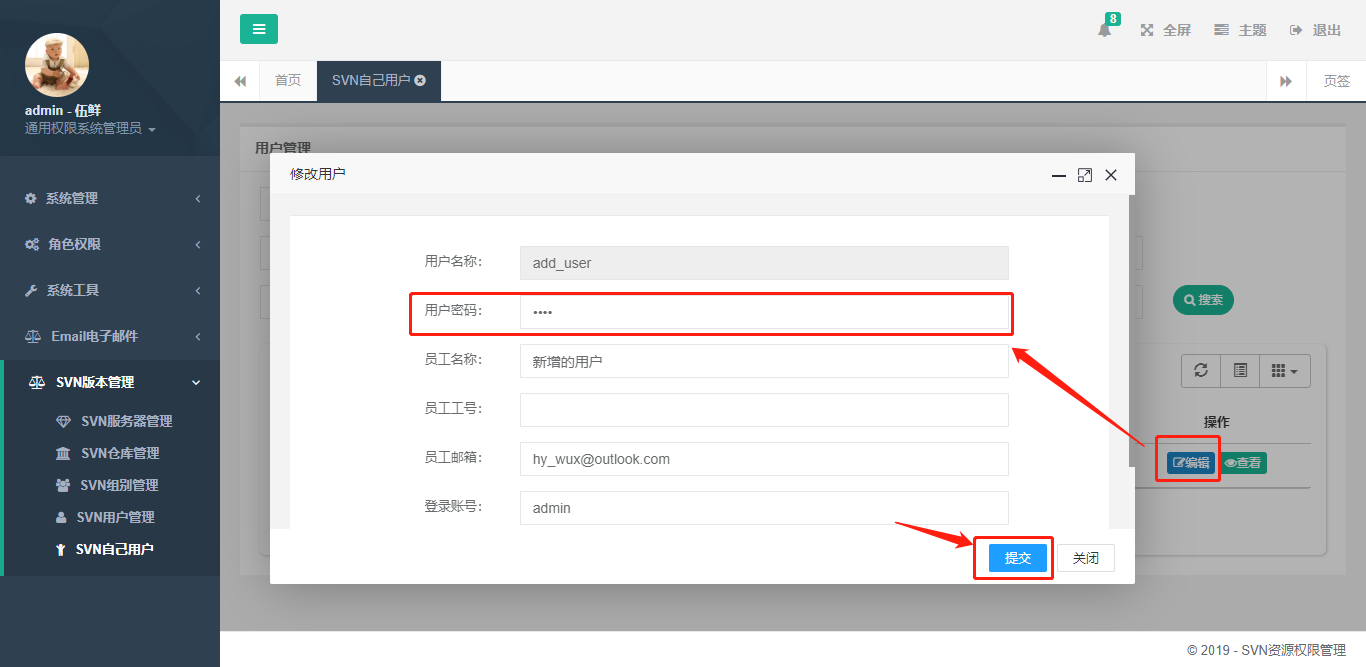 8
全屏
主题
退出
首页
SVN自己用户
页签
admin - 伍鲜
通用权限系统管理员
系统管理
角色权限
系统工具
Email电子邮件
SVN版本管理
SVN服务器管理
SVN仓库管理
SVN组别管理
SVN用户管理
SVN自己用户
用户管理
修改用户
用户名称：
add_user
用户密码：
••••
员工名称：
新增的用户
员工工号：
员工邮箱：
hy_wux@outlook.com
登录账号：
admin
提交
关闭
搜索
操作
编辑
查看
© 2019 - SVN资源权限管理